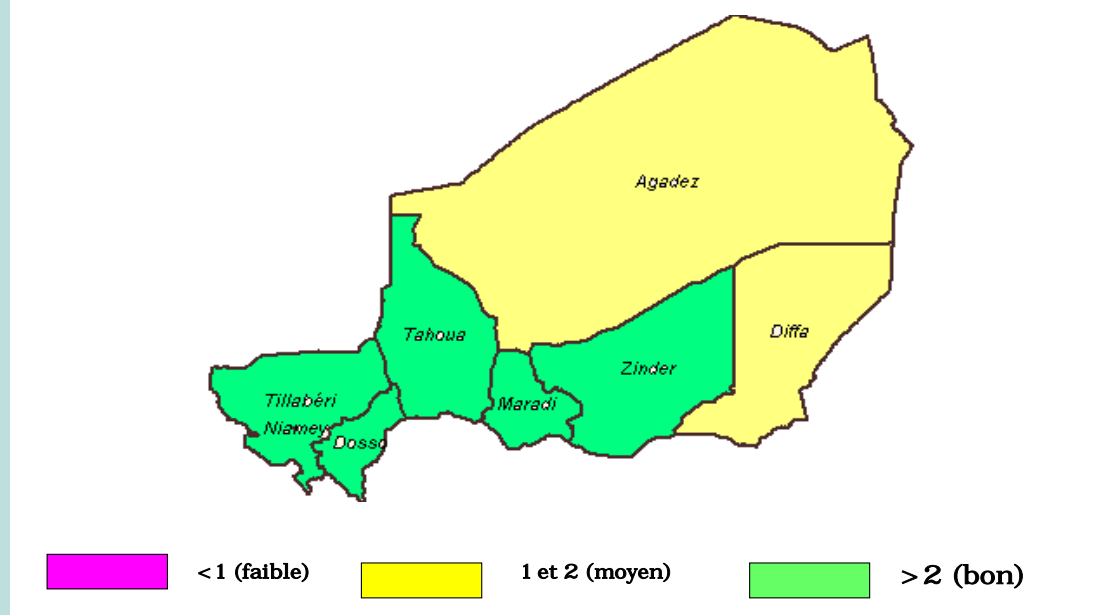 Agadez
Tahoua
Diffa
Zinder
Tillabéri
Maradi
Niamey
Dosso
<1 (faible)
1 et 2 (moyen)
>2 (bon)